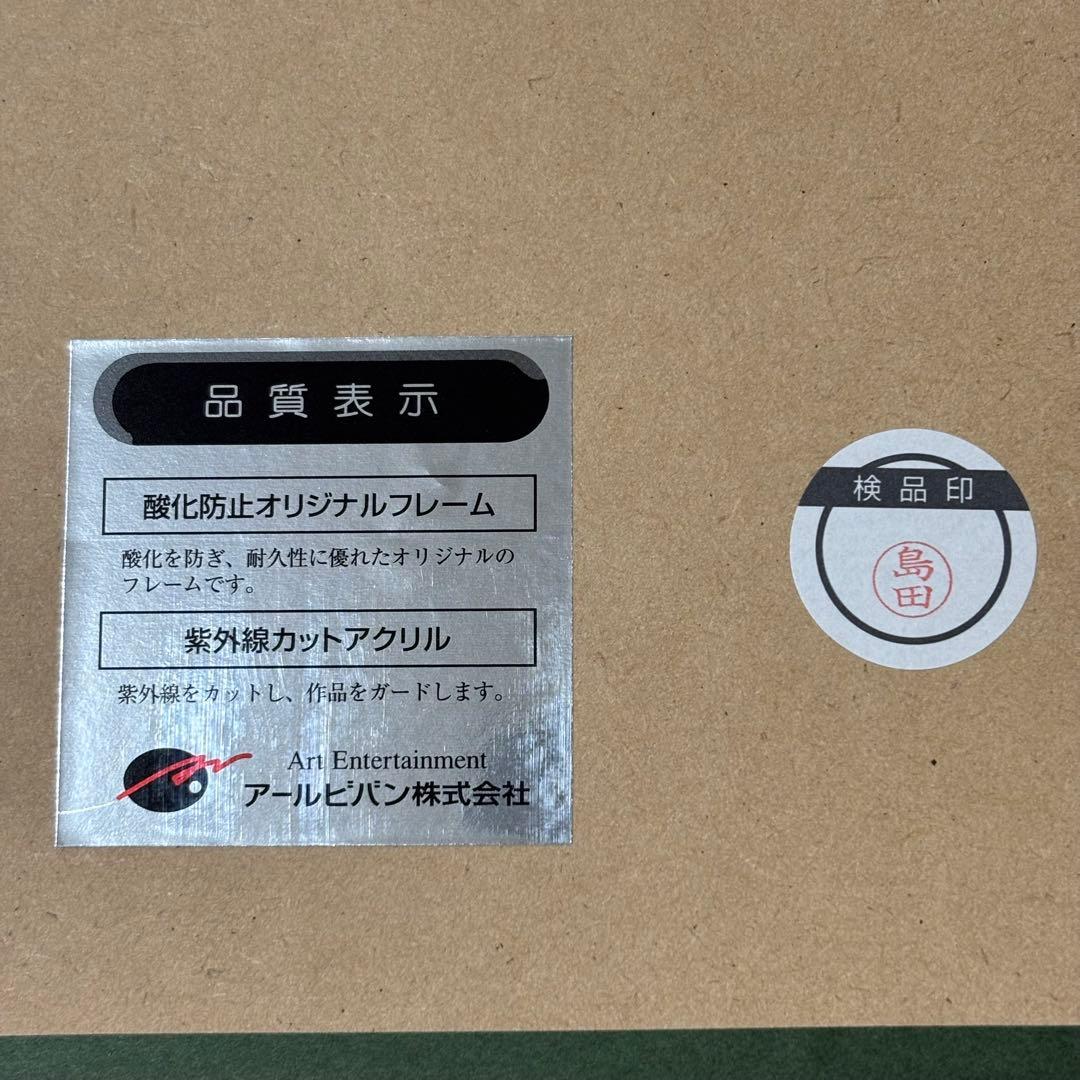 品質表示
酸化防止オリジナルフレーム
酸化を防ぎ、耐久性に優れたオリジナルの
フレームです。
紫外線カットアクリル
紫外線をカットし、作品をガードします。
Art Entertainment
アールビバン株式会社
検品印
島田